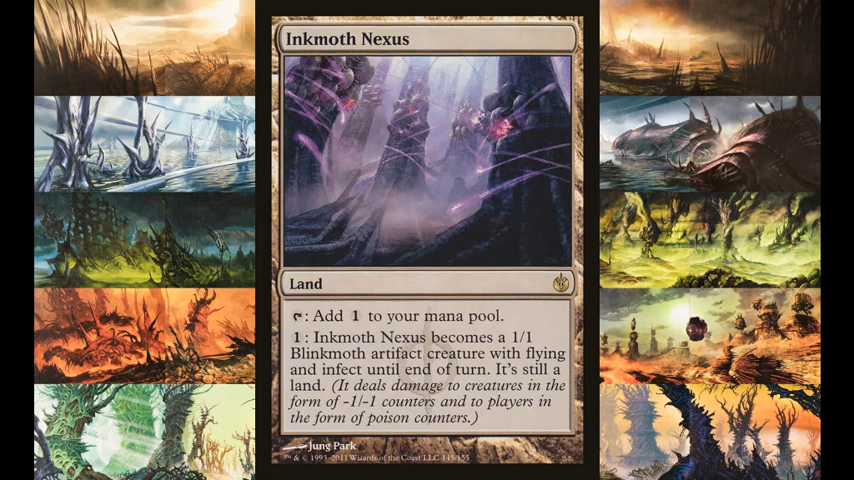 Inkmoth Nexus
Land
: Add 1 to your mana pool.
1: Inkmoth Nexus becomes a 1/1
Blinkmoth artifact creature with flying
and infect until end of turn. It's still a
land. (It deals damage to creatures in the
form of -1/-1 counters and to players in
the form of poison counters.)
Jung Park
™ & © 1993–2011 Wizards of the Coast LLC 145/155